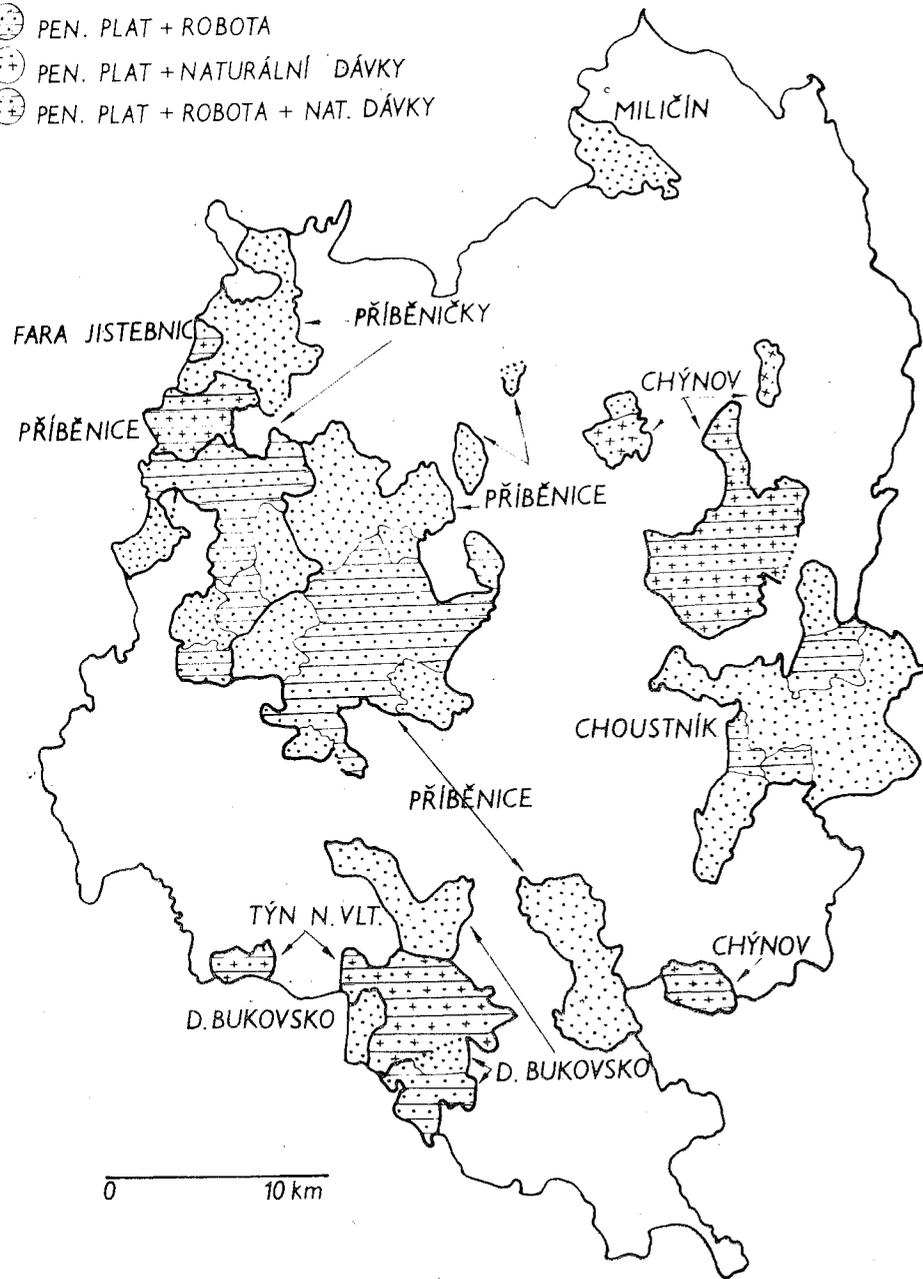 PEN. PLAT + ROBOTA
PEN. PLAT + NATURÁLNÍ DÁVKY
PEN. PLAT + ROBOTA + NAT. DÁVKY
MILIČÍN
PŘÍBĚNIČKY
FARA JISTEBNIC
CHÝNOV
PŘÍBĚNICE
PŘÍBĚNICE
CHOUSTNÍK
PŘÍBĚNICE
TÝN N. VLT.
CHÝNOV
D. BUKOVSKO
D. BUKOVSKO
0 10 km